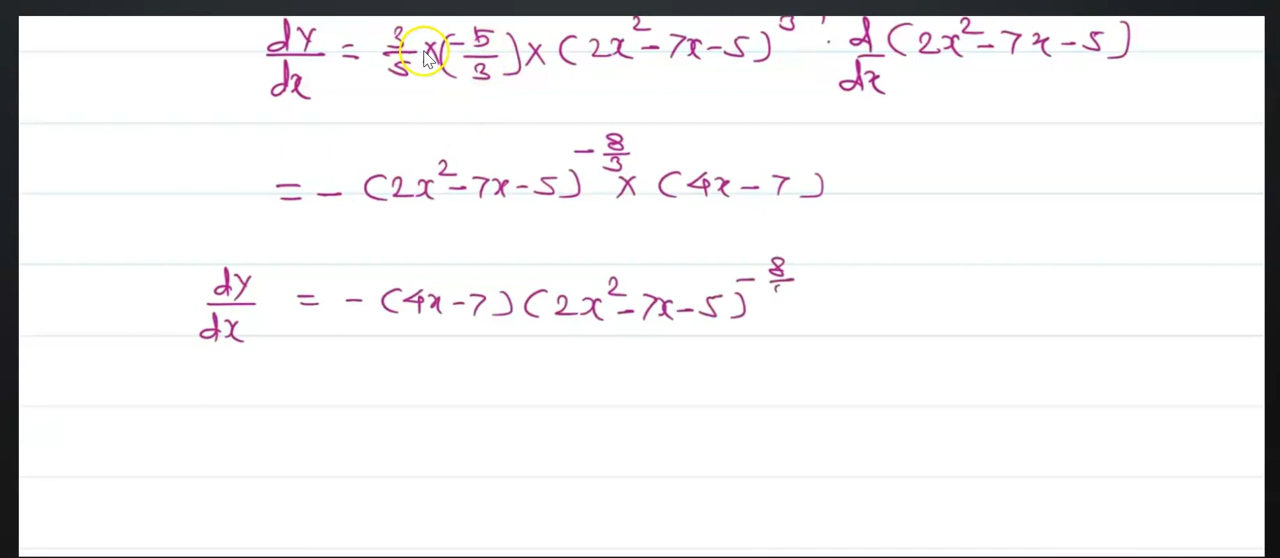 dy/dx = 3/5 × (-5/3) × (2x² - 7x - 5) · d/dx (2x² - 7x - 5)
= - (2x² - 7x - 5)^(-8/3) × (4x - 7)
dy/dx = - (4x - 7) (2x² - 7x - 5)^(-8/